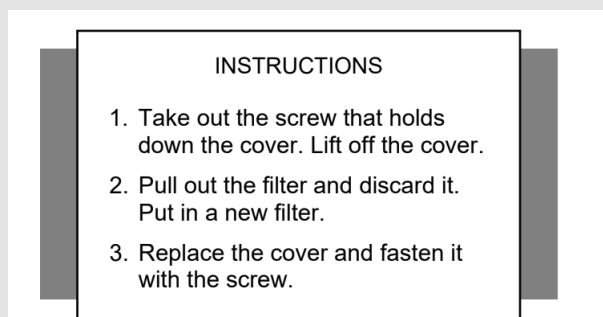 INSTRUCTIONS
1. Take out the screw that holds
down the cover. Lift off the cover.
2. Pull out the filter and discard it.
Put in a new filter.
3. Replace the cover and fasten it
with the screw.